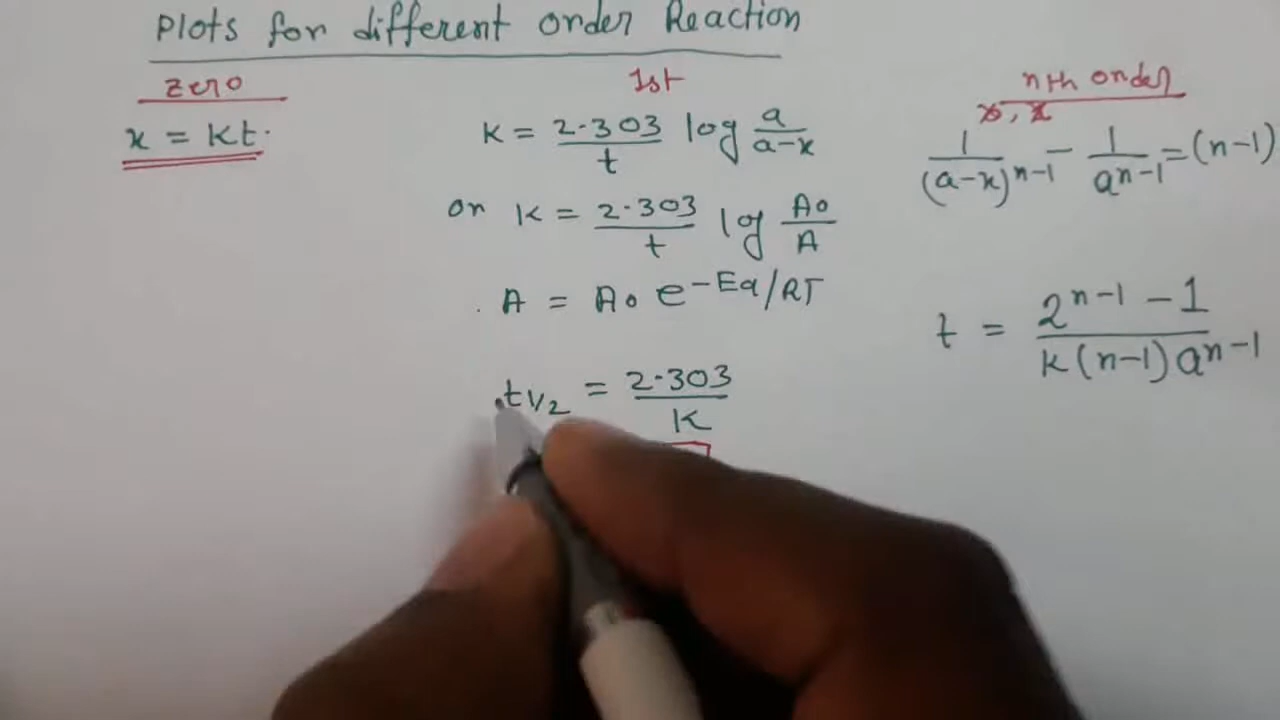 Plots for different order Reaction
zero
x = kt.
1st
K = 2.303/t log a/a-x
or K = 2.303/t log A0/A
A = A0 e^-Ea/RT
t1/2 = 2.303/K
nth order
1/(a-x)^n-1 - 1/a^n-1 = (n-1)
t = 2^n-1 - 1/k(n-1)a^n-1